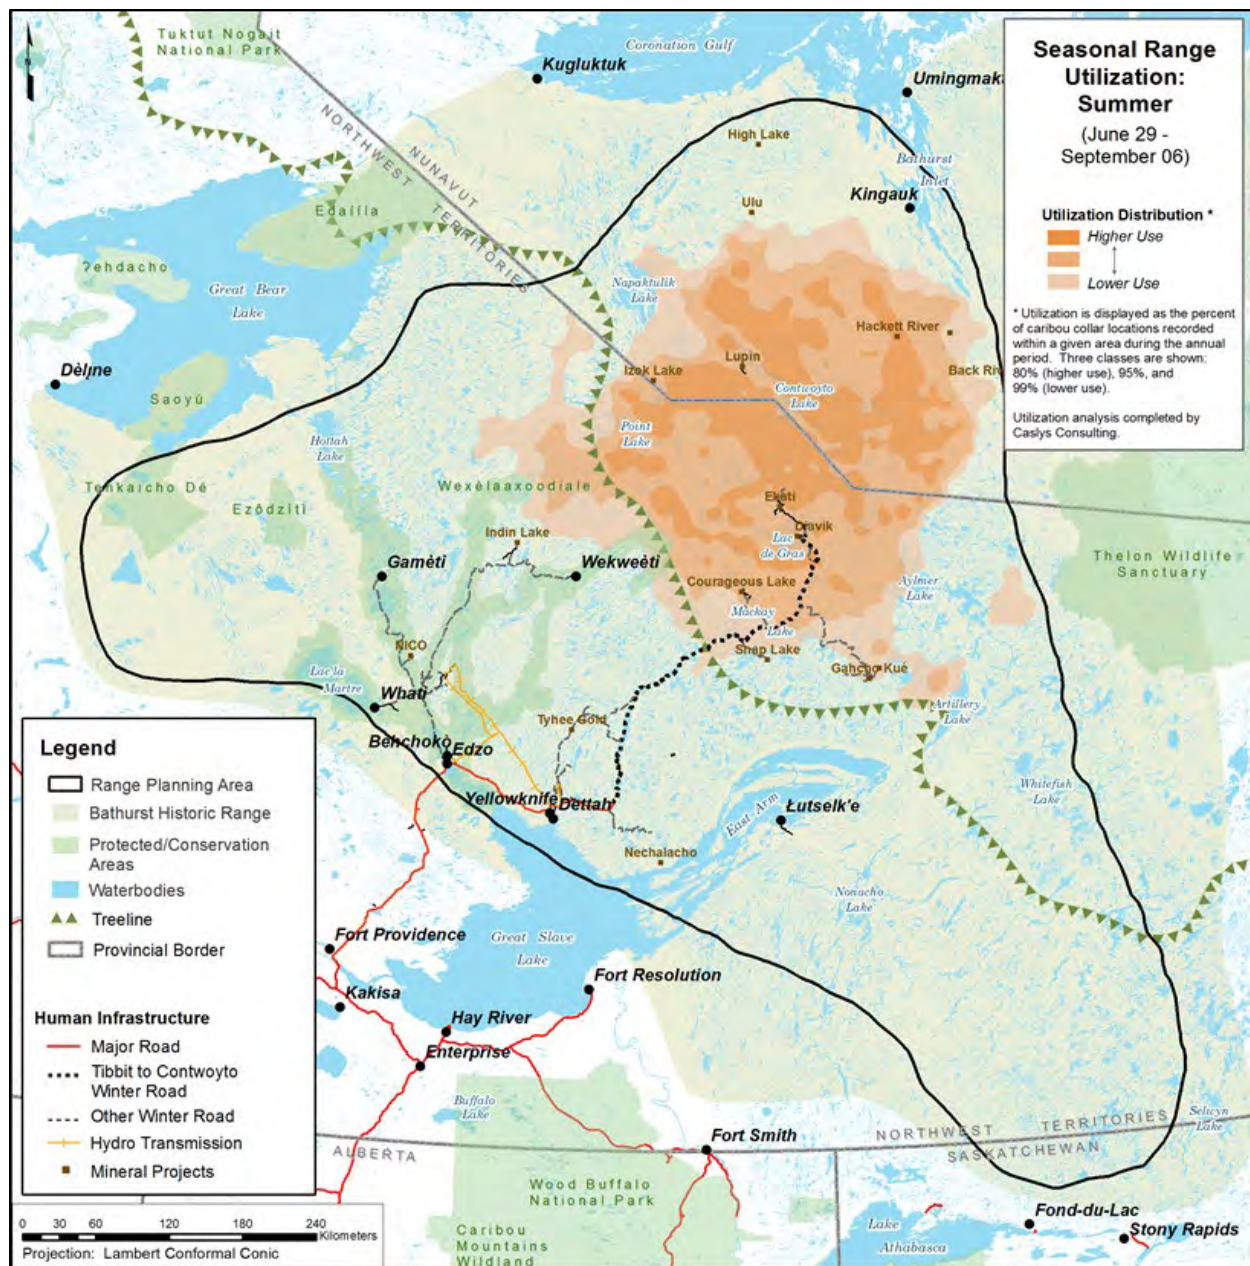 Tuktut Nogait
National Park
Coronation Gulf
Kugluktuk
Umingmakt
NUNAVUT
NORTHWEST TERRITORIES
High Lake
Bathurst
Inlet
Kingauk
Ulu
Edaííla
Ɂehdacho
Great Bear
Lake
Napaktulik
Lake
Hackett River
Lupin
Izok Lake
Back Riv
Contwoyto
Lake
Dèlı̨ne
Saoyú
Point
Lake
Hottah
Lake
Wexèlaaxoodiale
Ezǒdzìtì
Ekati
Diavik
Lac
de Gras
Indin Lake
Gamètì
Wekweètì
Thelon Wildlife
Sanctuary
Courageous Lake
Aylmer
Lake
Mackay
Lake
NICO
Snap Lake
Gahcho Kué
Lac la
Martre
Whatì
Artillery
Lake
Tyhee Gold
Behchokò
Edzo
Whitefish
Lake
Yellowknife
Dettah
East Arm
Łutselk'e
Nechalacho
Nonacho
Lake
Fort Providence
Great Slave
Lake
Fort Resolution
Kakisa
Hay River
Enterprise
Buffalo
Lake
Selwyn
Lake
Fort Smith
NORTHWEST TERRITORIES
SASKATCHEWAN
ALBERTA
Wood Buffalo
National Park
Caribou
Mountains
Wildland
Lake
Athabasca
Fond-du-Lac
Stony Rapids
Seasonal Range
Utilization:
Summer
(June 29 -
September 06)
Utilization Distribution *
Higher Use
Lower Use
* Utilization is displayed as the percent
of caribou collar locations recorded
within a given area during the annual
period. Three classes are shown:
80% (higher use), 95%, and
99% (lower use).
Utilization analysis completed by
Caslys Consulting.
Legend
Range Planning Area
Bathurst Historic Range
Protected/Conservation
Areas
Waterbodies
Treeline
Provincial Border
Human Infrastructure
Major Road
Tibbit to Contwoyto
Winter Road
Other Winter Road
Hydro Transmission
Mineral Projects
0 30 60 120 180 240
Kilometers
Projection: Lambert Conformal Conic